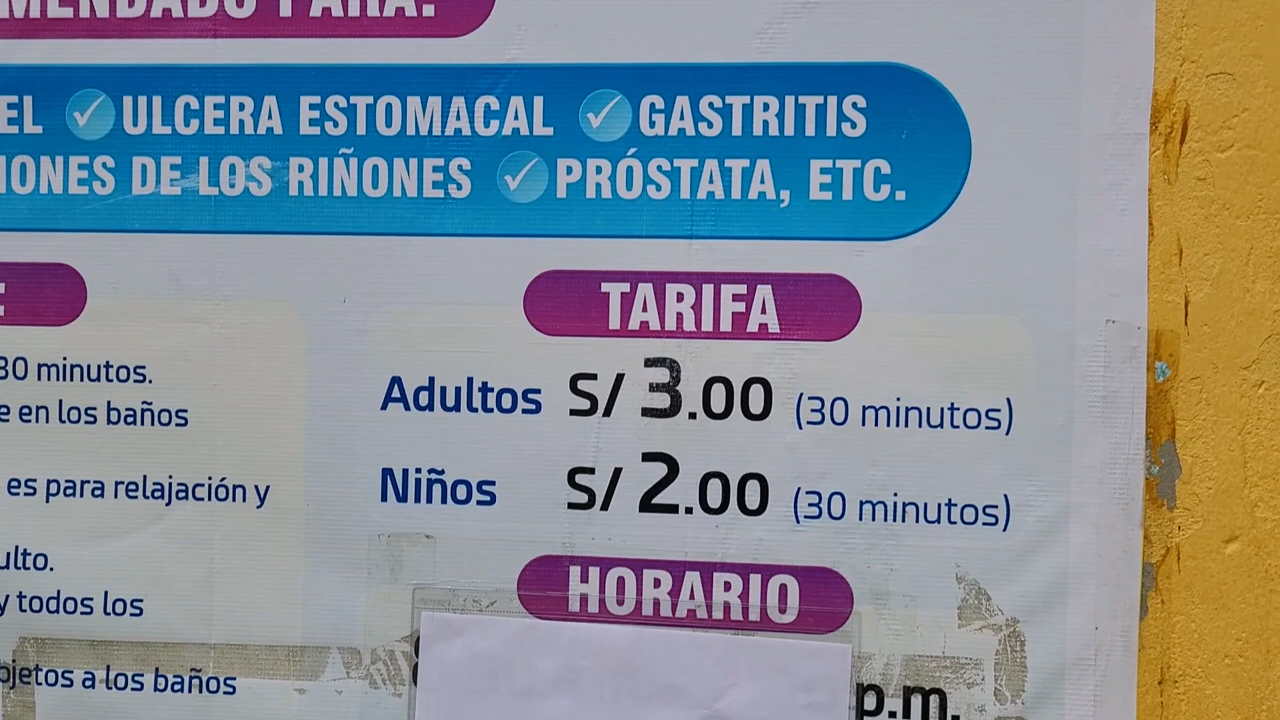 MENDADO PARA:
EL ULCERA ESTOMACAL GASTRITIS
IONES DE LOS RIÑONES PRÓSTATA, ETC.
:
30 minutos.
e en los baños
es para relajación y
ulto.
y todos los
bjetos a los baños
TARIFA
Adultos S/ 3.00 (30 minutos)
Niños S/ 2.00 (30 minutos)
HORARIO
p.m.